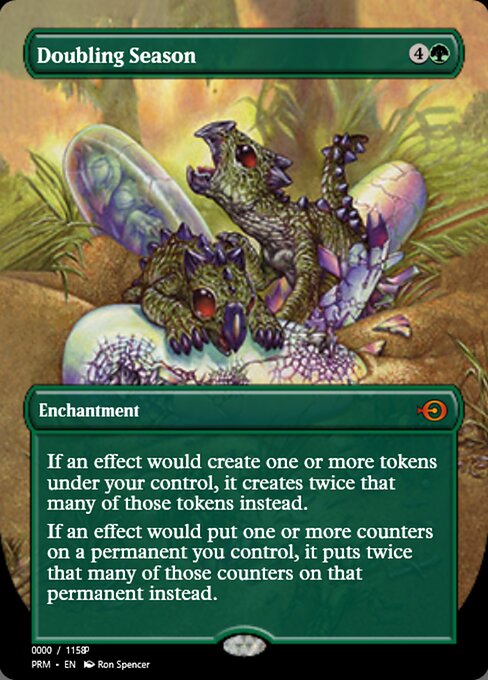 Doubling Season 4
Enchantment
If an effect would create one or more tokens
under your control, it creates twice that
many of those tokens instead.
If an effect would put one or more counters
on a permanent you control, it puts twice
that many of those counters on that
permanent instead.
0000 / 1158P
PRM • EN Ron Spencer